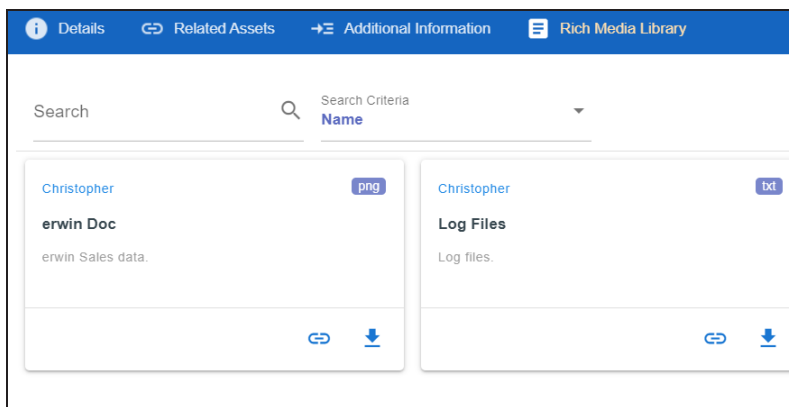 Details Related Assets Additional Information Rich Media Library
Search
Search Criteria
Name
Christopher png
erwin Doc
erwin Sales data.
Christopher txt
Log Files
Log files.